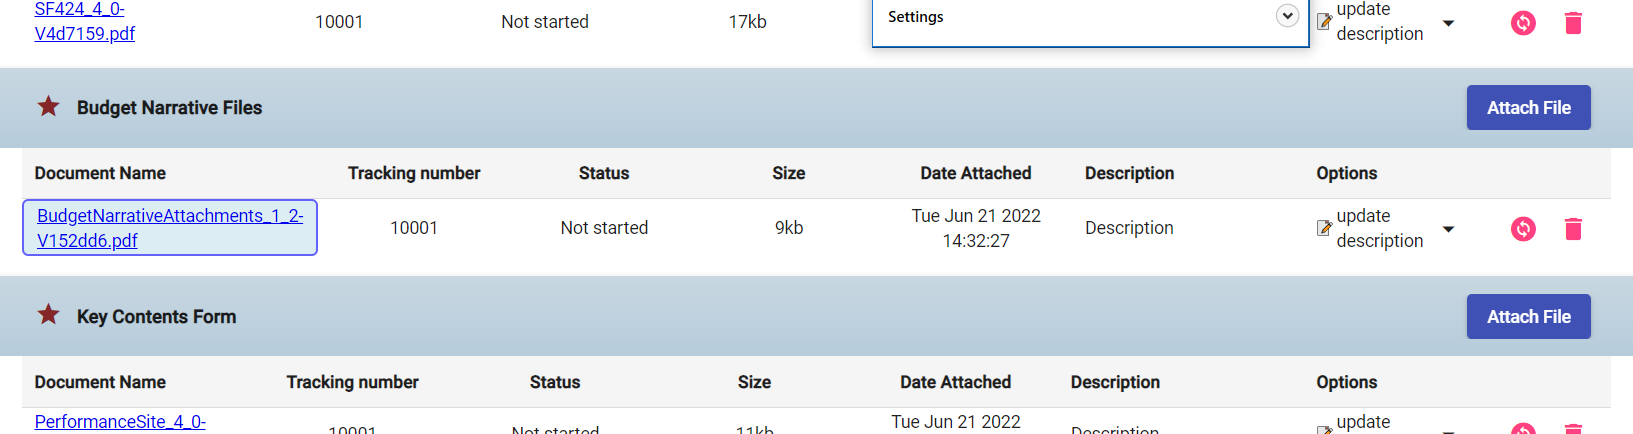 SF424_4_0-
V4d7159.pdf
10001
Not started
17kb
Settings
update
description
Budget Narrative Files
Attach File
Document Name Tracking number Status Size Date Attached Description Options
BudgetNarrativeAttachments_1_2-
V152dd6.pdf
10001
Not started
9kb
Tue Jun 21 2022
14:32:27
Description
update
description
Key Contents Form
Attach File
Document Name Tracking number Status Size Date Attached Description Options
PerformanceSite_4_0-
10001
Not started
11kb
Tue Jun 21 2022
Description
update